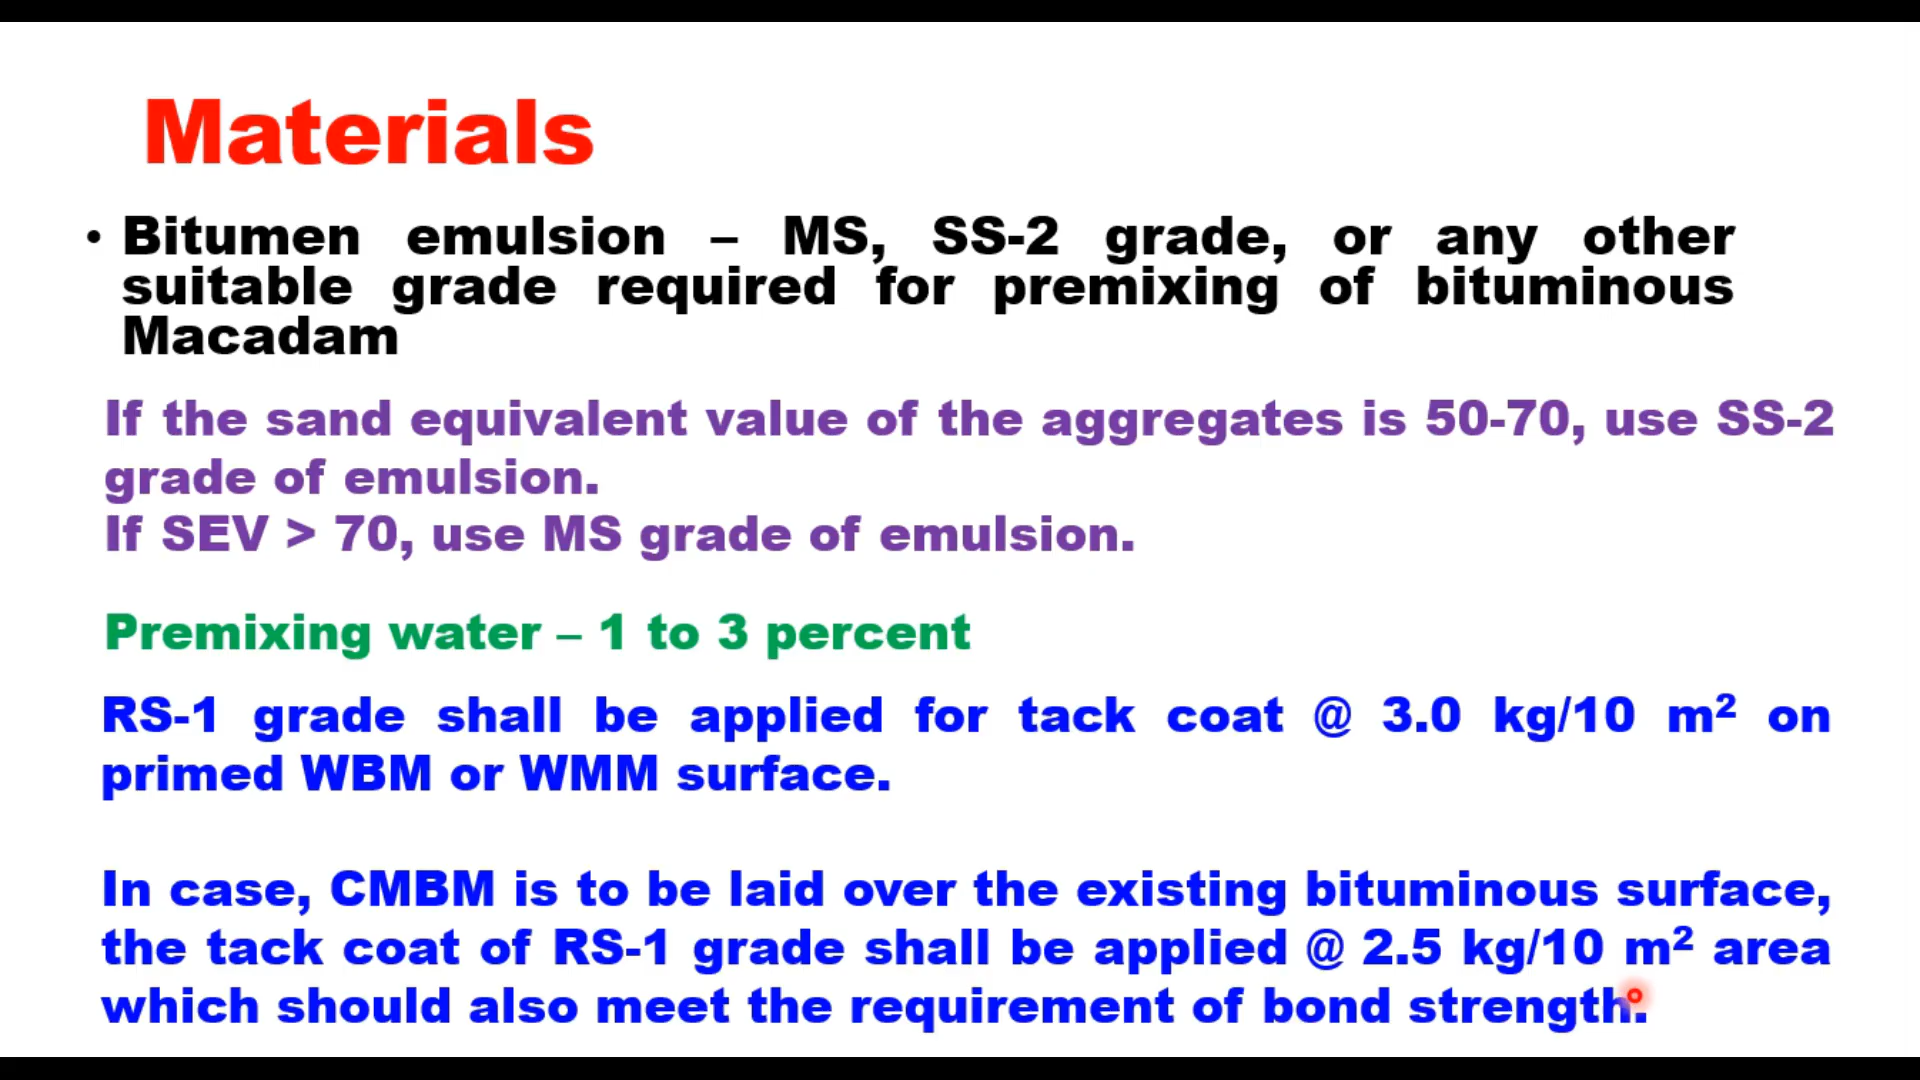 Materials
• Bitumen emulsion – MS, SS-2 grade, or any other
suitable grade required for premixing of bituminous
Macadam
If the sand equivalent value of the aggregates is 50-70, use SS-2
grade of emulsion.
If SEV > 70, use MS grade of emulsion.
Premixing water – 1 to 3 percent
RS-1 grade shall be applied for tack coat @ 3.0 kg/10 m² on
primed WBM or WMM surface.
In case, CMBM is to be laid over the existing bituminous surface,
the tack coat of RS-1 grade shall be applied @ 2.5 kg/10 m² area
which should also meet the requirement of bond strength.